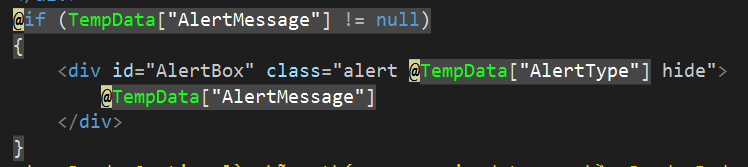 @if (TempData["AlertMessage"] != null)
{
<div id="AlertBox" class="alert @TempData["AlertType"] hide">
@TempData["AlertMessage"]
</div>
}